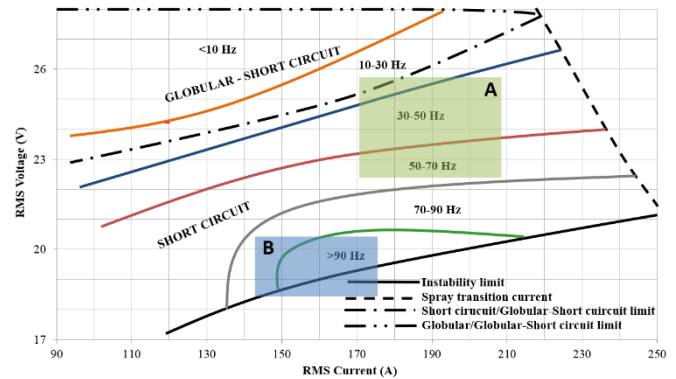 <10 Hz
GLOBULAR - SHORT CIRCUIT
10-30 Hz
A
30-50 Hz
50-70 Hz
SHORT CIRCUIT
70-90 Hz
B
>90 Hz
Instability limit
Spray transition current
Short cirucuit/Globular-Short cuircuit limit
Globular/Globular-Short circuit limit
RMS Voltage (V)
26
23
20
17
90 110 130 150 170 190 210 230 250
RMS Current (A)